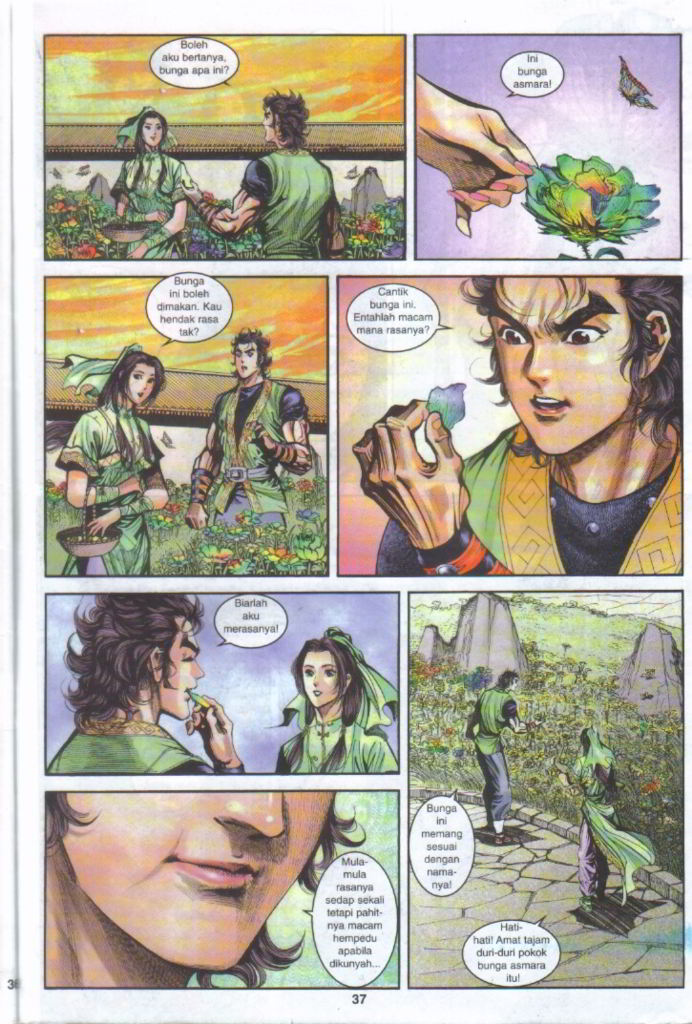 Boleh
aku bertanya,
bunga apa ini?
Ini
bunga
asmara!
Bunga
ini boleh
dimakan. Kau
hendak rasa
tak?
Cantik
bunga ini.
Entahlah macam
mana rasanya?
Biarlah
aku
merasanya!
Mula-
mula
rasanya
sedap sekali
tetapi pahit-
nya macam
hempedu
apabila
dikunyah...
Bunga
ini
memang
sesuai
dengan
nama-
nya!
Hati-
hati! Amat tajam
duri-duri pokok
bunga asmara
itu!
37